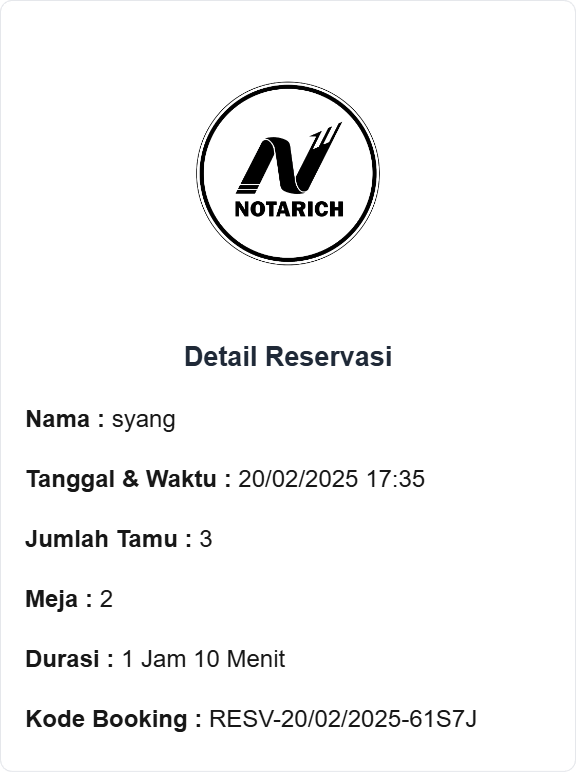 NOTARICH
Detail Reservasi
Nama : syang
Tanggal & Waktu : 20/02/2025 17:35
Jumlah Tamu : 3
Meja : 2
Durasi : 1 Jam 10 Menit
Kode Booking : RESV-20/02/2025-61S7J